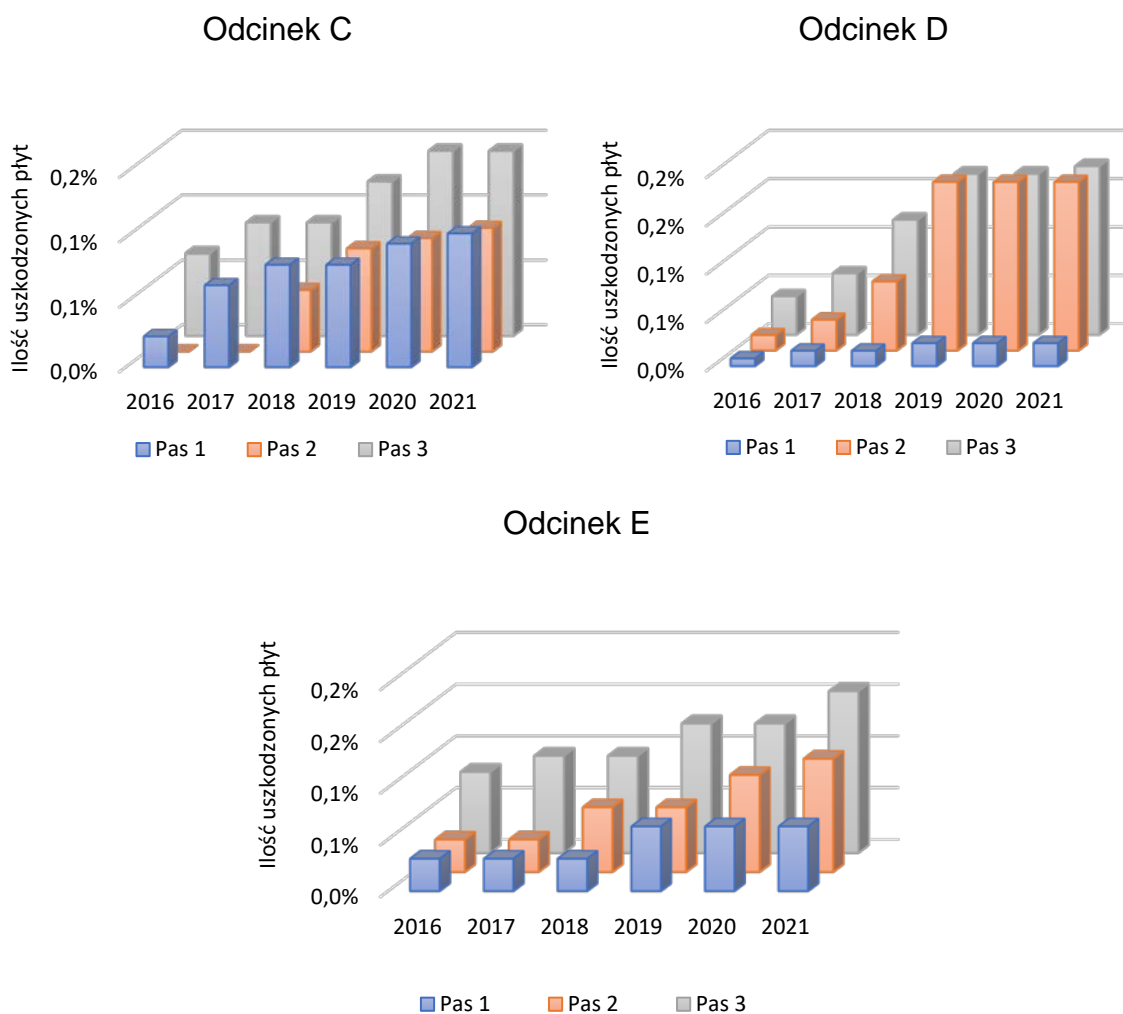 Odcinek C
Ilość uszkodzonych płyt
0,2%
0,1%
0,1%
0,0%
2016 2017 2018 2019 2020 2021
Pas 1 Pas 2 Pas 3
Odcinek D
Ilość uszkodzonych płyt
0,2%
0,2%
0,1%
0,1%
0,0%
2016 2017 2018 2019 2020 2021
Pas 1 Pas 2 Pas 3
Odcinek E
Ilość uszkodzonych płyt
0,2%
0,2%
0,1%
0,1%
0,0%
2016 2017 2018 2019 2020 2021
Pas 1 Pas 2 Pas 3